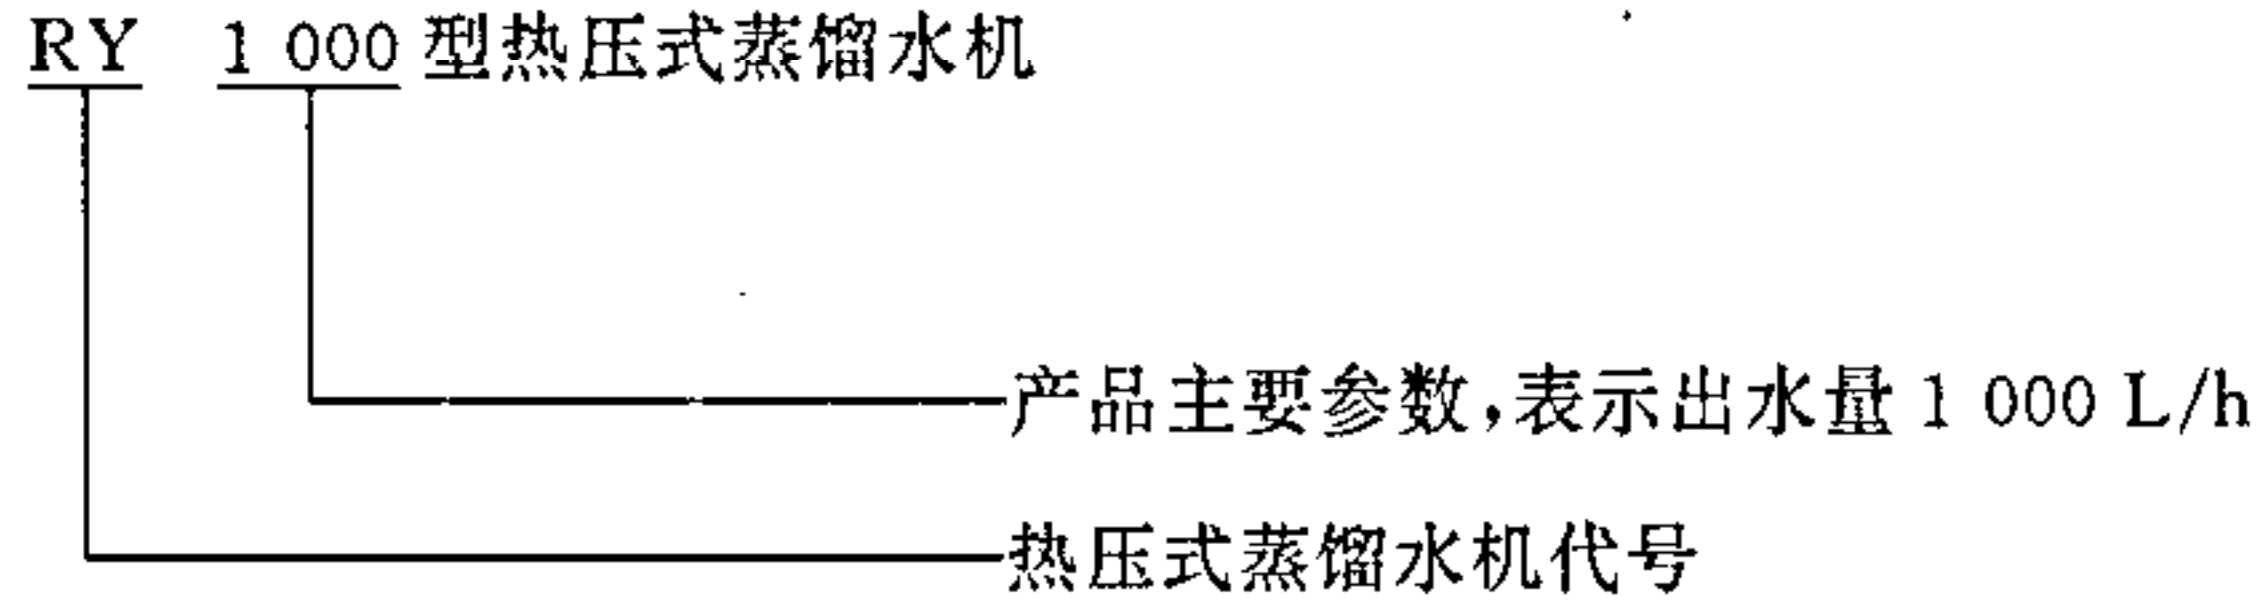 RY 1 000 型热压式蒸馏水机
产品主要参数,表示出水量 1 000 L/h
热压式蒸馏水机代号